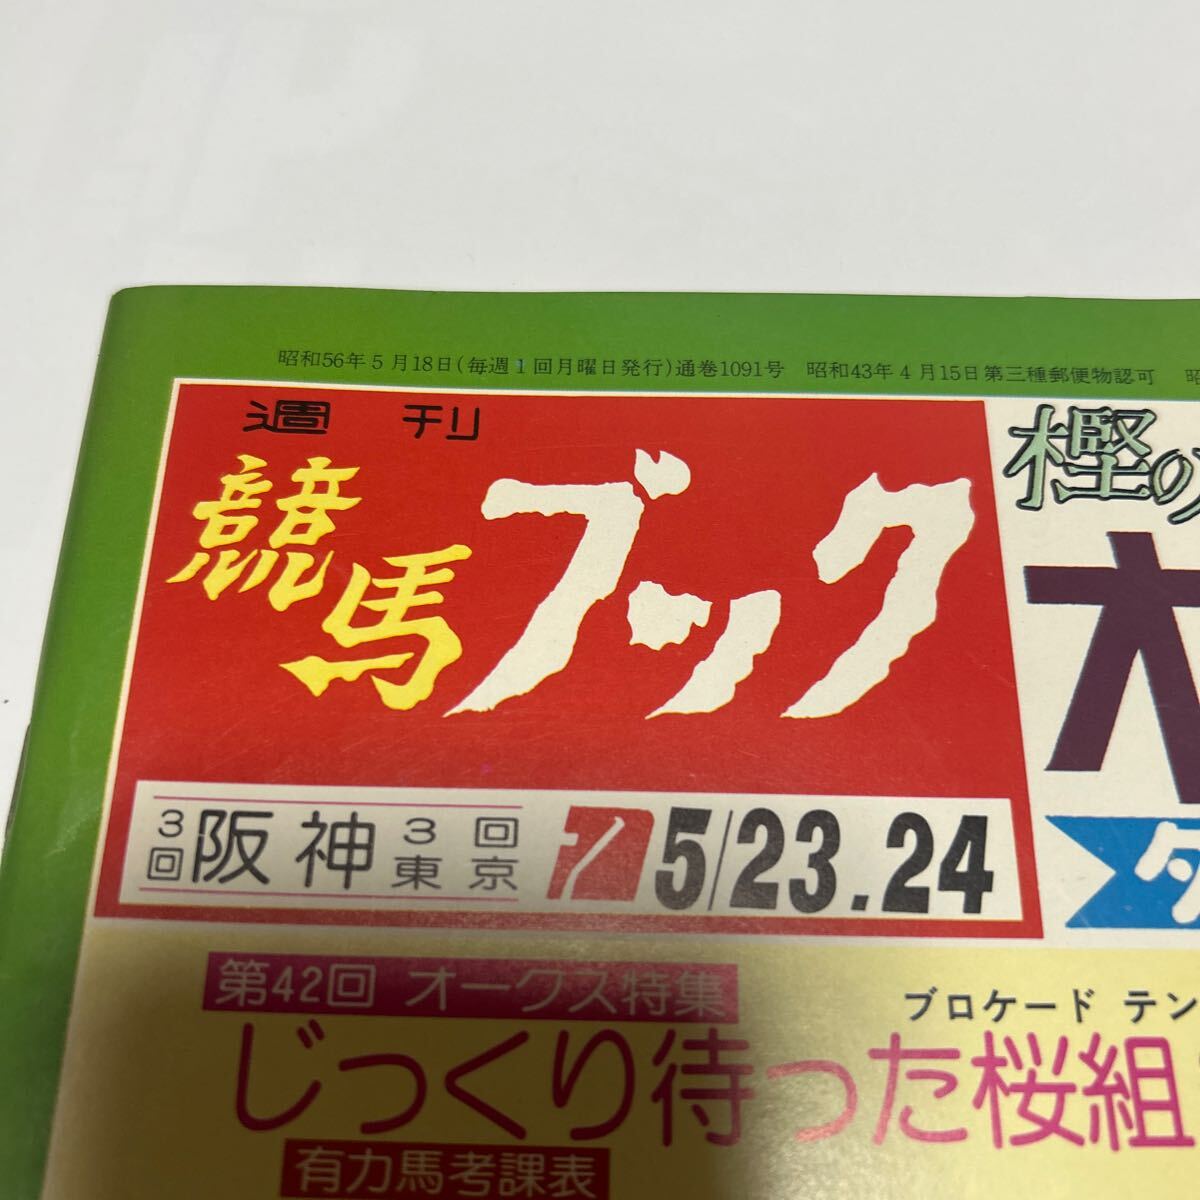 昭和56年5月18日(毎週1回月曜日発行)通巻1091号 昭和43年4月15日第三種郵便物認可
週刊
競馬ブック
3回阪神 3回東京 5/23.24
樫の
第42回 オークス特集
ブロケード テン
じっくり待った桜組
有力馬考課表